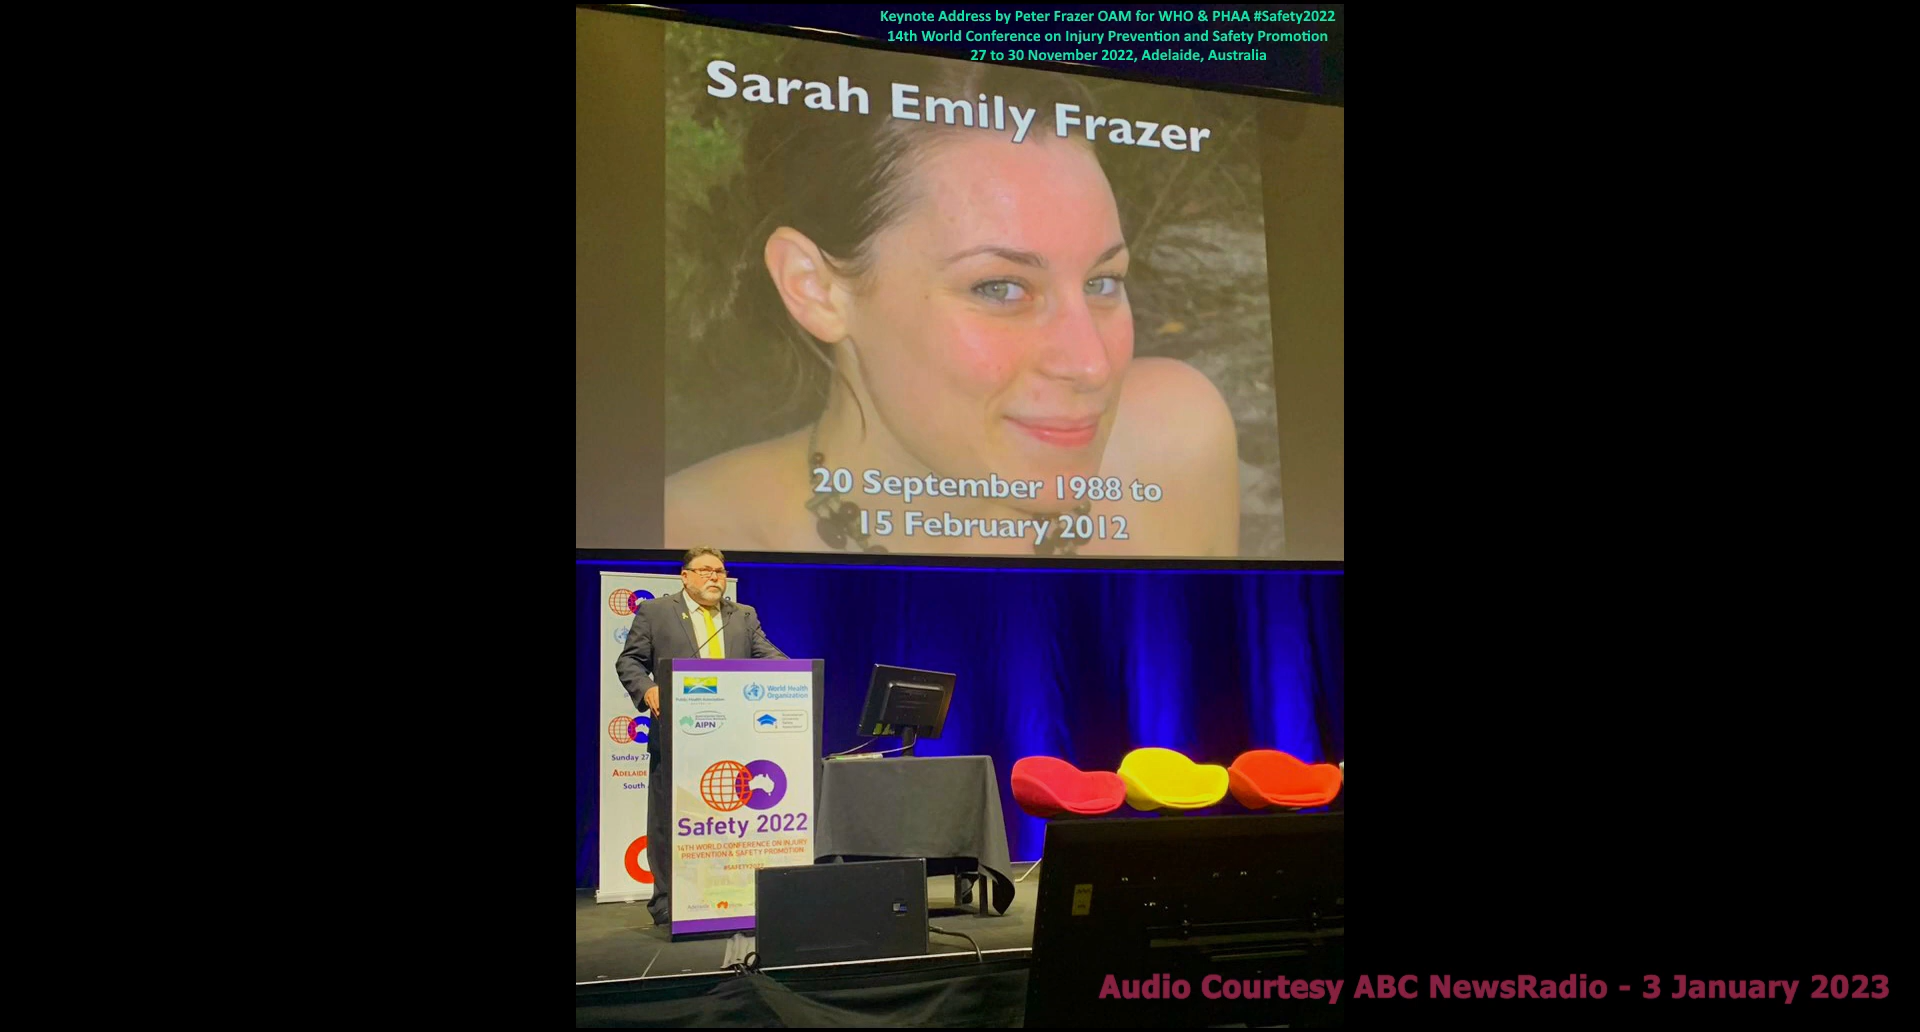 Keynote Address by Peter Frazer OAM for WHO & PHAA #Safety2022
14th World Conference on Injury Prevention and Safety Promotion
27 to 30 November 2022, Adelaide, Australia
Sarah Emily Frazer
20 September 1988 to
15 February 2012
Sunday 27
ADELAIDE
South
World Health
Organization
AIPN
Safety 2022
14TH WORLD CONFERENCE ON INJURY
PREVENTION & SAFETY PROMOTION
#SAFETY2022
Audio Courtesy ABC NewsRadio - 3 January 2023